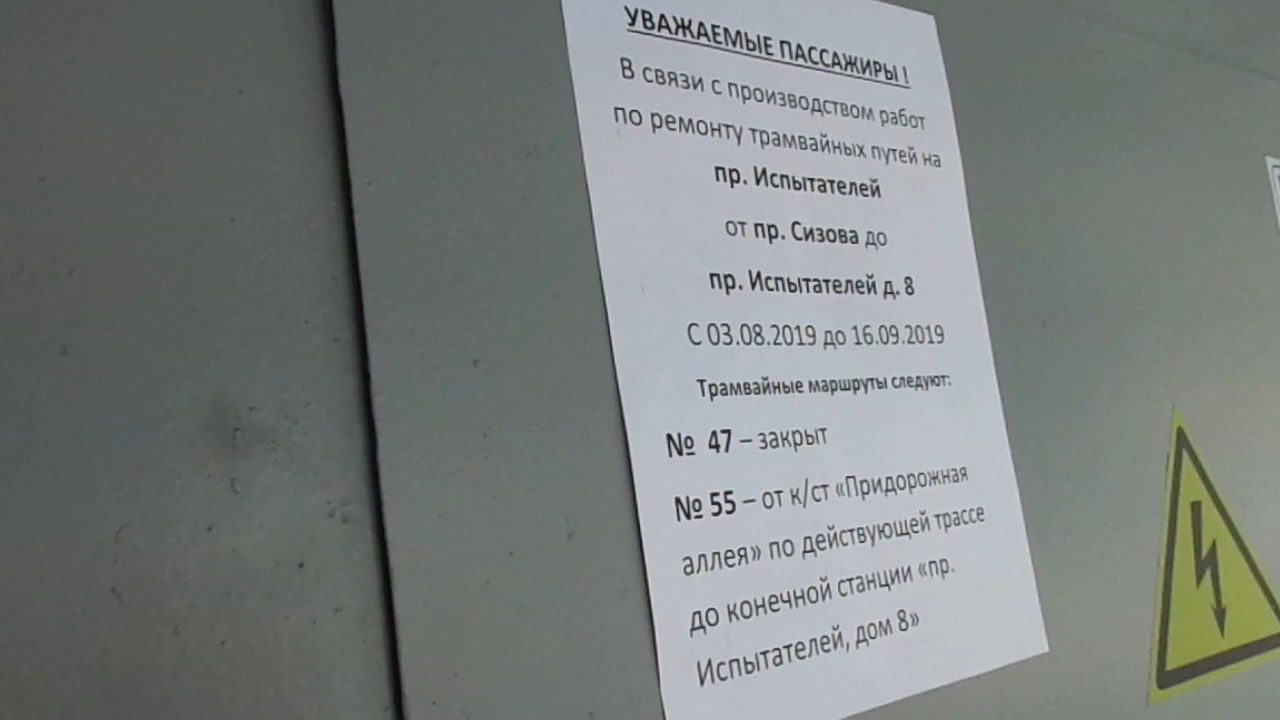 УВАЖАЕМЫЕ ПАССАЖИРЫ !
В связи с производством работ
по ремонту трамвайных путей на
пр. Испытателей
от пр. Сизова до
пр. Испытателей д. 8
С 03.08.2019 до 16.09.2019
Трамвайные маршруты следуют:
№ 47 – закрыт
№ 55 – от к/ст «Придорожная
аллея» по действующей трассе
до конечной станции «пр.
Испытателей, дом 8»